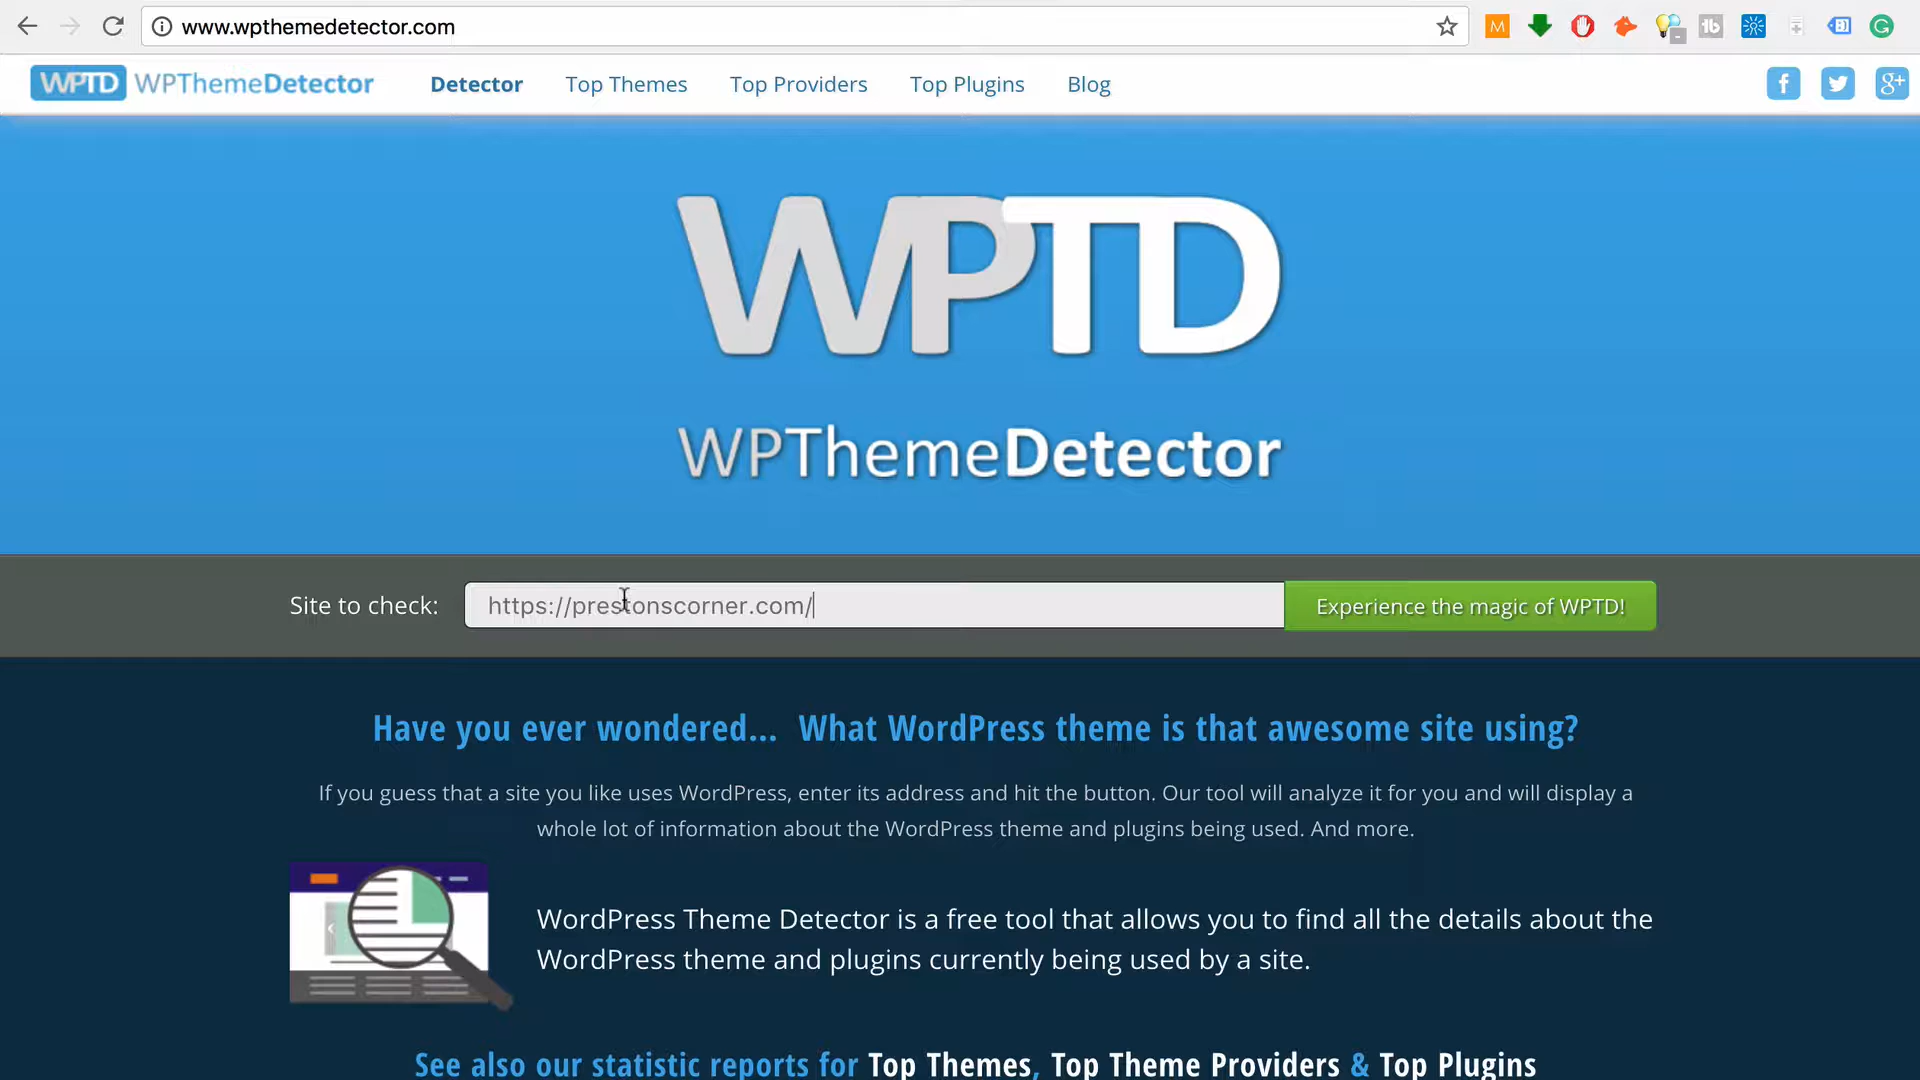 www.wpthemedetector.com
M
tb
G
WPTD WPThemeDetector Detector Top Themes Top Providers Top Plugins Blog
f
g+
WPTD
WPThemeDetector
Site to check: https://prestonscorner.com/ Experience the magic of WPTD!
Have you ever wondered... What WordPress theme is that awesome site using?
If you guess that a site you like uses WordPress, enter its address and hit the button. Our tool will analyze it for you and will display a
whole lot of information about the WordPress theme and plugins being used. And more.
WordPress Theme Detector is a free tool that allows you to find all the details about the
WordPress theme and plugins currently being used by a site.
See also our statistic reports for Top Themes, Top Theme Providers & Top Plugins